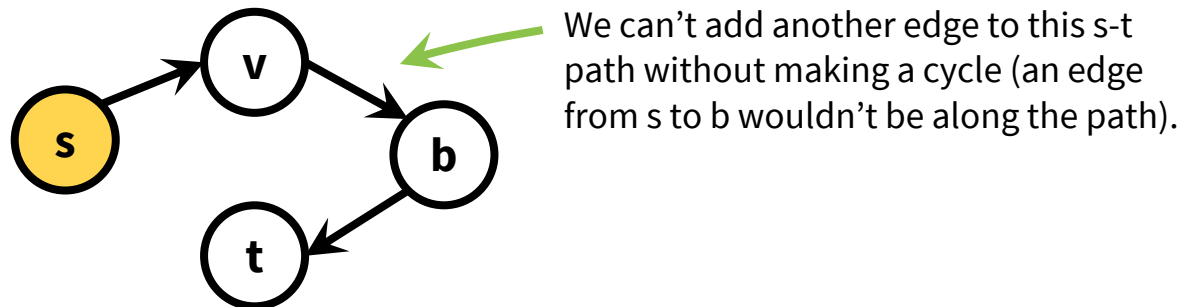 We can’t add another edge to this s-t
path without making a cycle (an edge
from s to b wouldn’t be along the path).
v
s
b
t